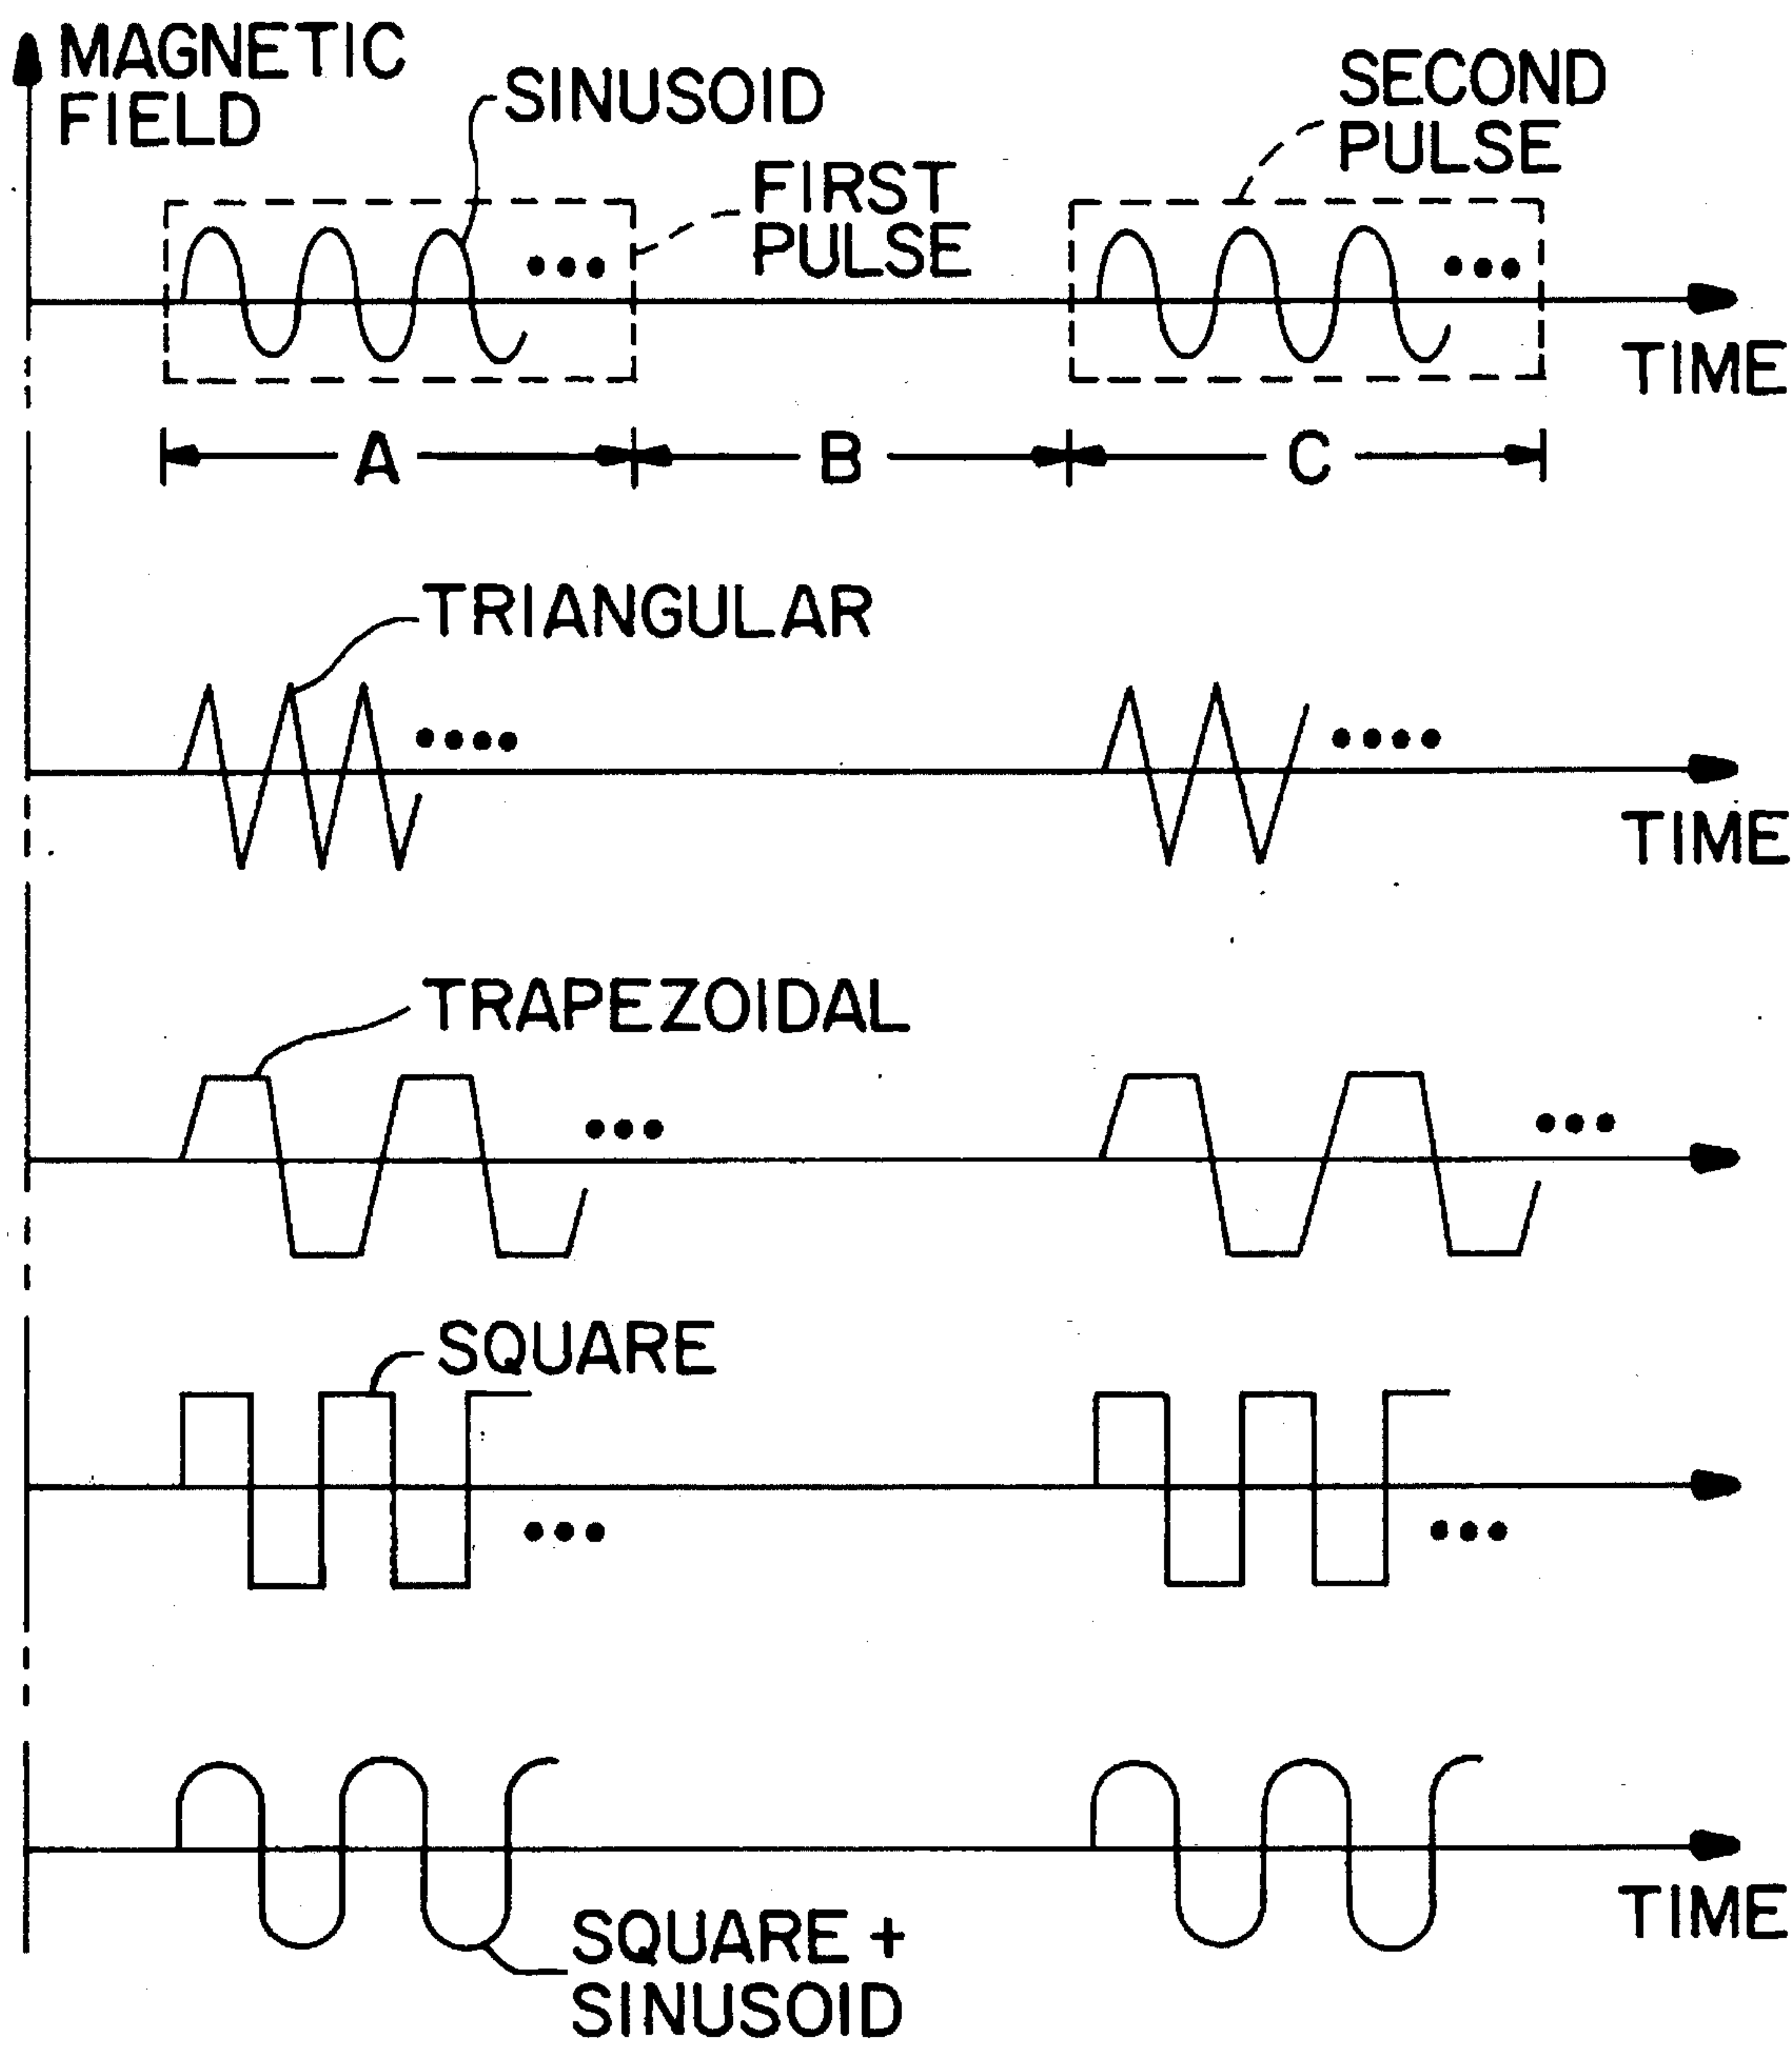 MAGNETIC
FIELD
SINUSOID
FIRST
PULSE
SECOND
PULSE
TIME
A
B
C
TRIANGULAR
TIME
TRAPEZOIDAL
SQUARE
TIME
SQUARE +
SINUSOID